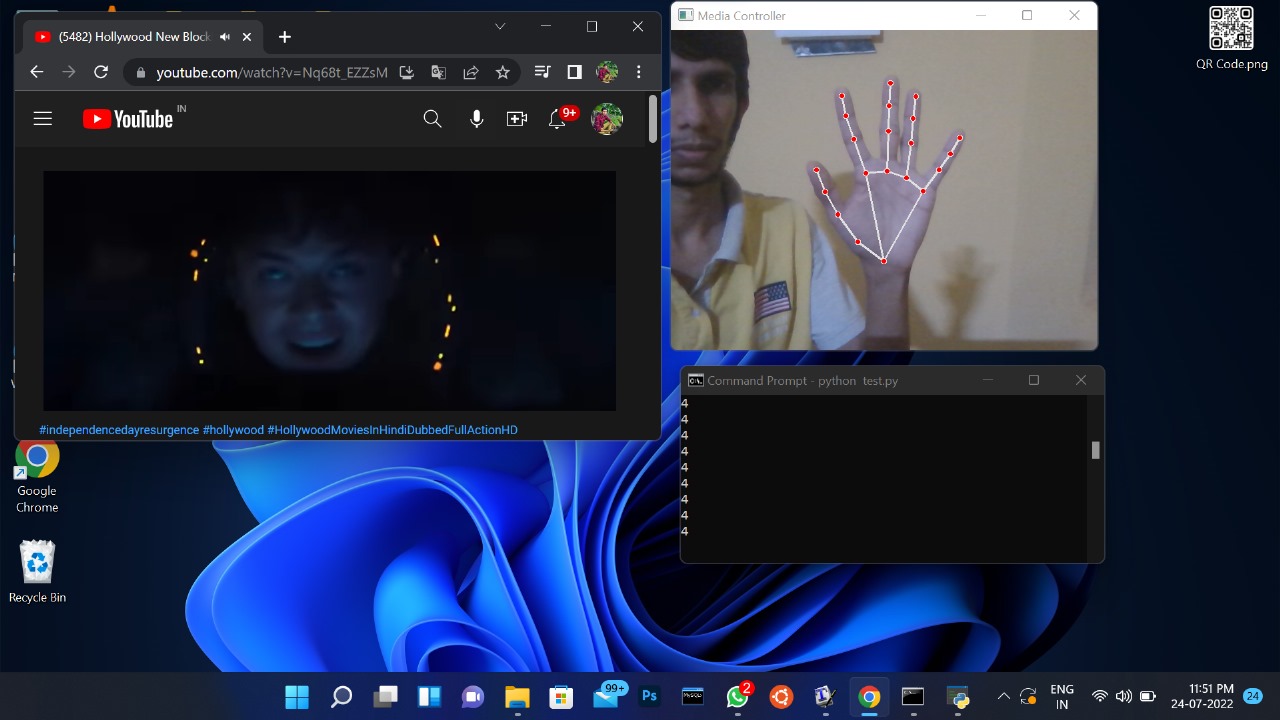 (5482) Hollywood New Block
youtube.com/watch?v=Nq68t_EZZsM
YouTube
IN
9+
#independencedayresurgence #hollywood #HollywoodMoviesInHindiDubbedFullActionHD
Media Controller
QR Code.png
Command Prompt - python  test.py
4
4
4
4
4
4
4
4
4
Google
Chrome
Recycle Bin
99+
Ps
MySQL
2
ENG
IN
11:51 PM
24-07-2022
24